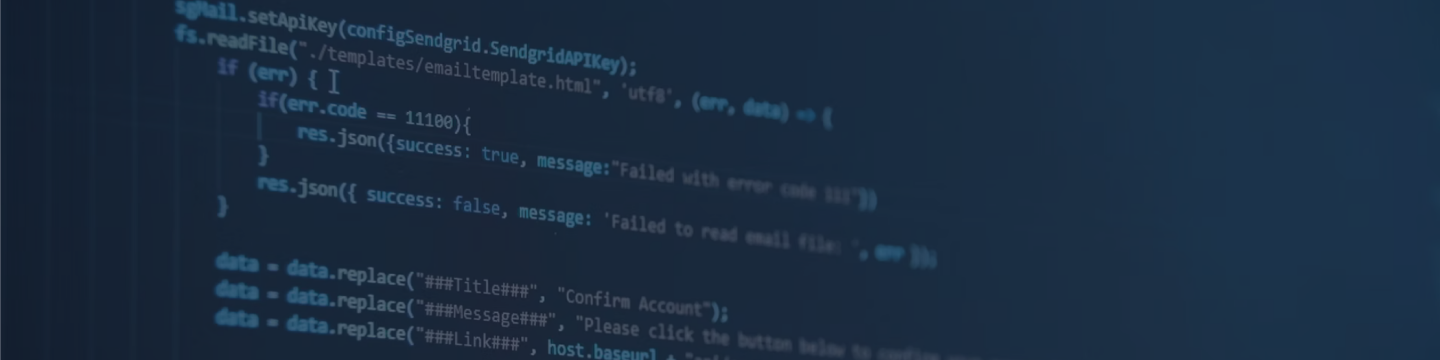 sgMail.setApiKey(configSendgrid.SendgridAPIKey);
fs.readFile("./templates/emailtemplate.html", 'utf8', (err, data) => {
if (err) {
if(err.code == 11100){
res.json({success: true, message:"Failed with error code
}
res.json({ success: false, message: 'Failed to read email file: ', err });
}
data = data.replace("###Title###", "Confirm Account");
data = data.replace("###Message###", "Please click the button below to confirm
data = data.replace("###Link###", host.baseurl +